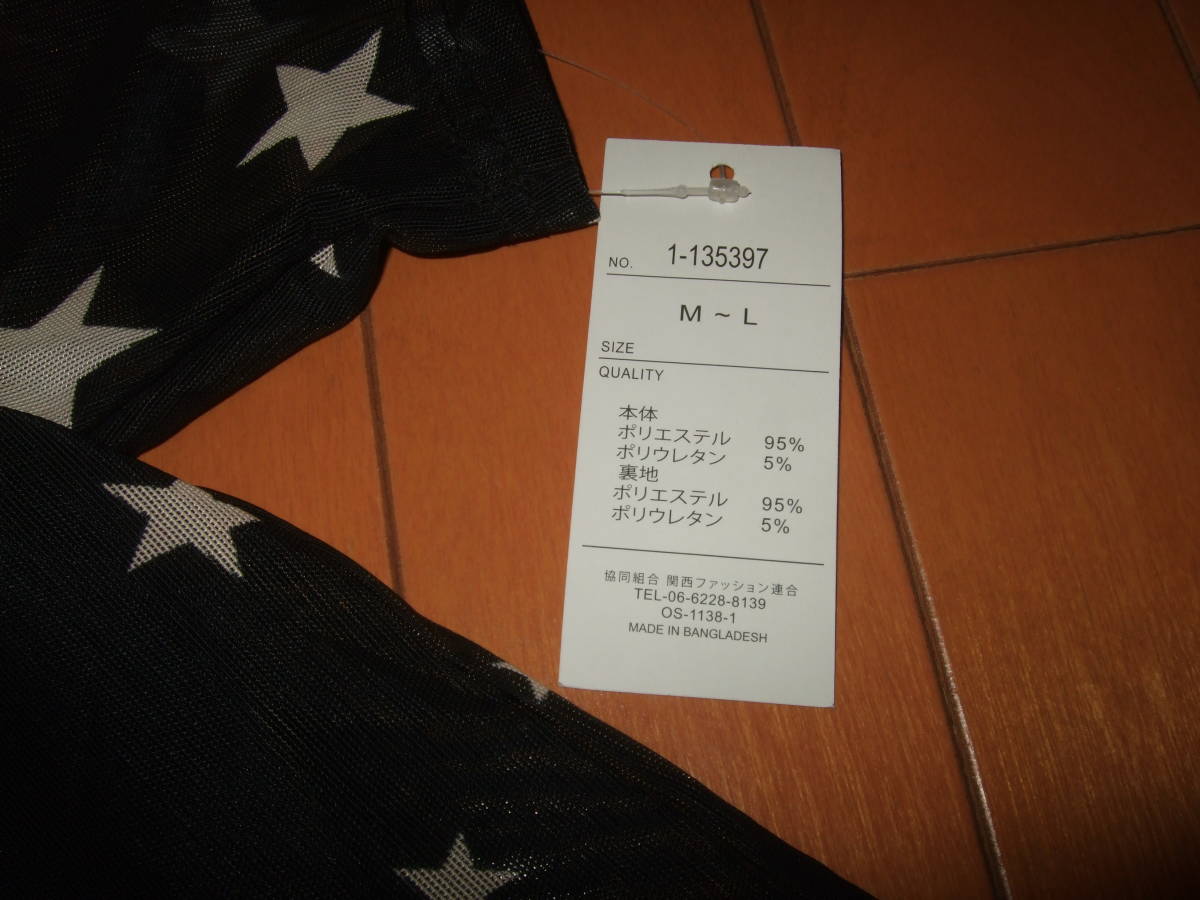 NO. 1-135397
M ~ L
SIZE
QUALITY
本体
ポリエステル 95%
ポリウレタン 5%
裏地
ポリエステル 95%
ポリウレタン 5%
協同組合 関西ファッション連合
TEL-06-6228-8139
OS-1138-1
MADE IN BANGLADESH